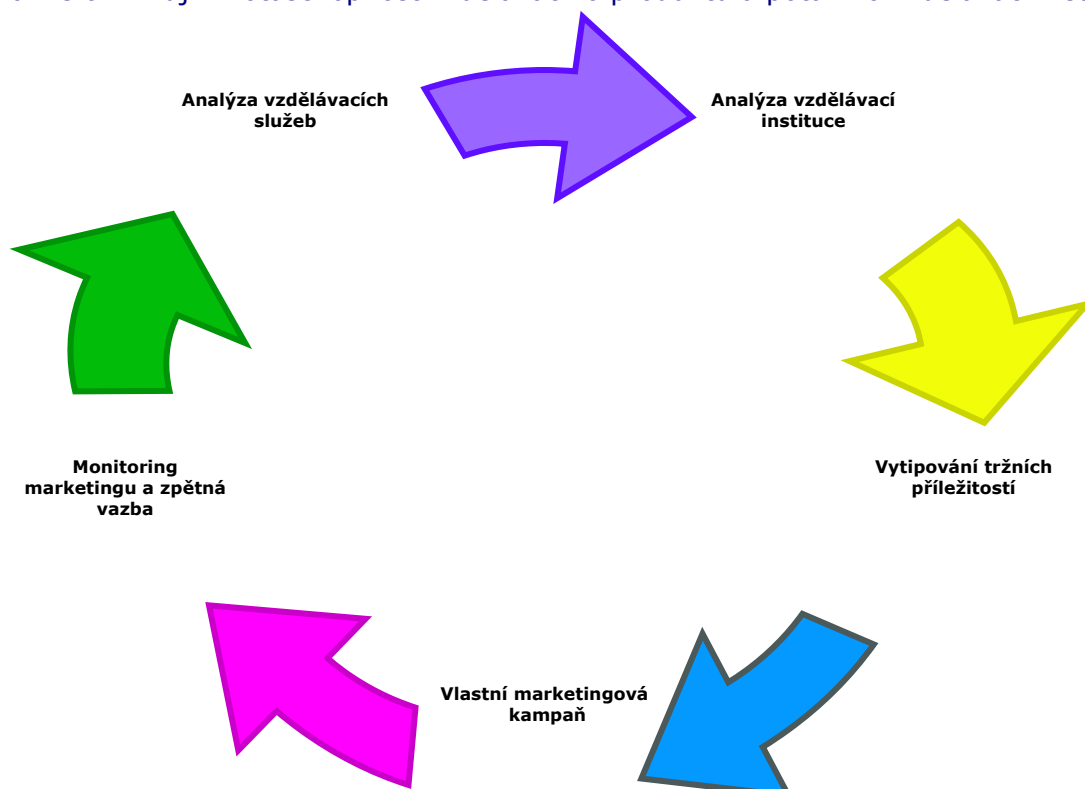 Analýza vzdělávacích
služeb
Analýza vzdělávací
instituce
Vytipování tržních
příležitostí
Vlastní marketingová
kampaň
Monitoring
marketingu a zpětná
vazba